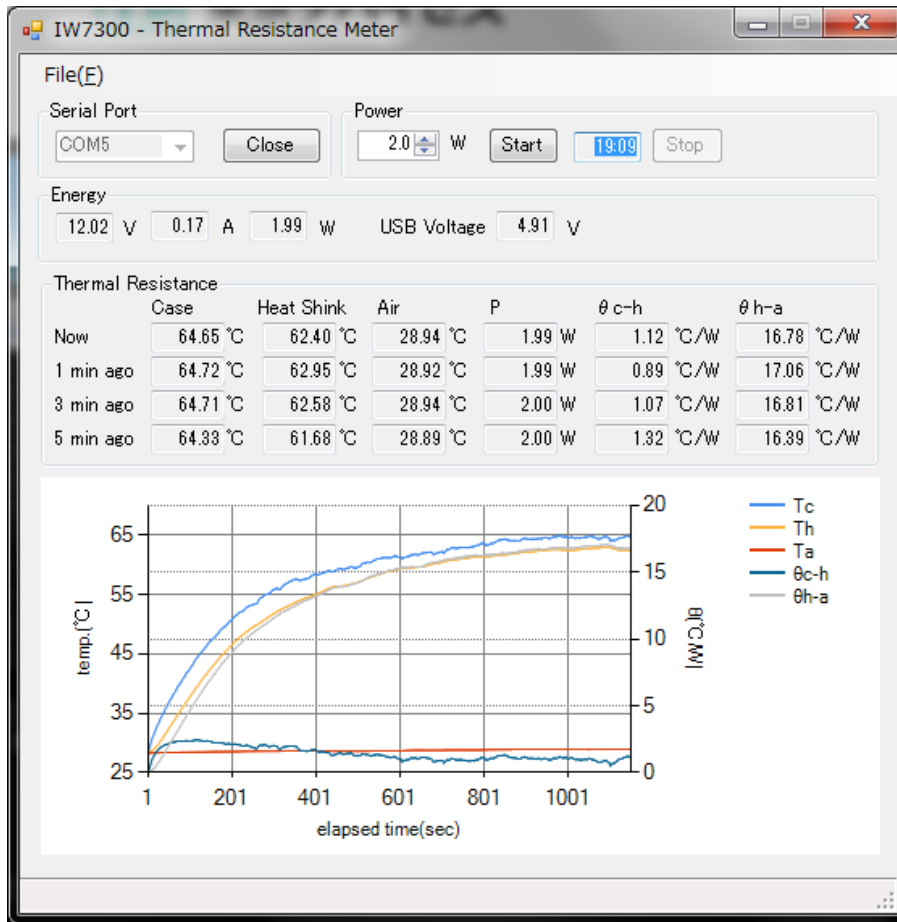 IW7300 - Thermal Resistance Meter
File(F)
Serial Port
COM5
Close
Power
2.0 W
Start
19:09
Stop
Energy
12.02 V 0.17 A 1.99 W USB Voltage 4.91 V
Thermal Resistance
Case Heat Shink Air P θc-h θh-a
Now 64.65 ℃ 62.40 ℃ 28.94 ℃ 1.99 W 1.12 ℃/W 16.78 ℃/W
1 min ago 64.72 ℃ 62.95 ℃ 28.92 ℃ 1.99 W 0.89 ℃/W 17.06 ℃/W
3 min ago 64.71 ℃ 62.58 ℃ 28.94 ℃ 2.00 W 1.07 ℃/W 16.81 ℃/W
5 min ago 64.33 ℃ 61.68 ℃ 28.89 ℃ 2.00 W 1.32 ℃/W 16.39 ℃/W
temp.[℃]
65
55
45
35
25
20
15
10
5
0
θ[℃/W]
1 201 401 601 801 1001
elapsed time(sec)
Tc
Th
Ta
θc-h
θh-a